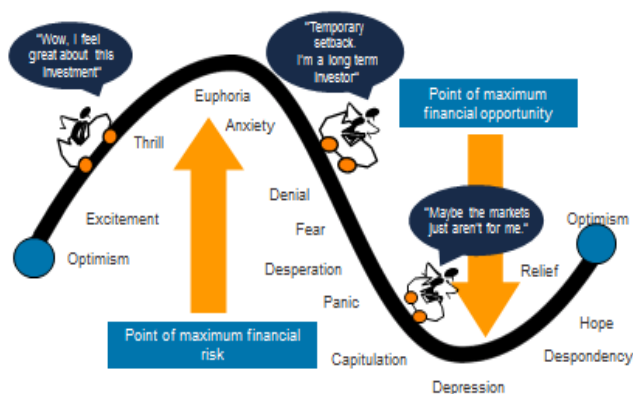 "Wow, I feel
great about this
Investment"
"Temporary
setback.
I'm a long term
Investor"
Point of maximum
financial opportunity
Euphoria
Anxiety
Thrill
Denial
Excitement
Fear
"Maybe the markets
just aren't for me."
Optimism
Optimism
Desperation
Relief
Panic
Hope
Point of maximum financial
risk
Capitulation
Despondency
Depression